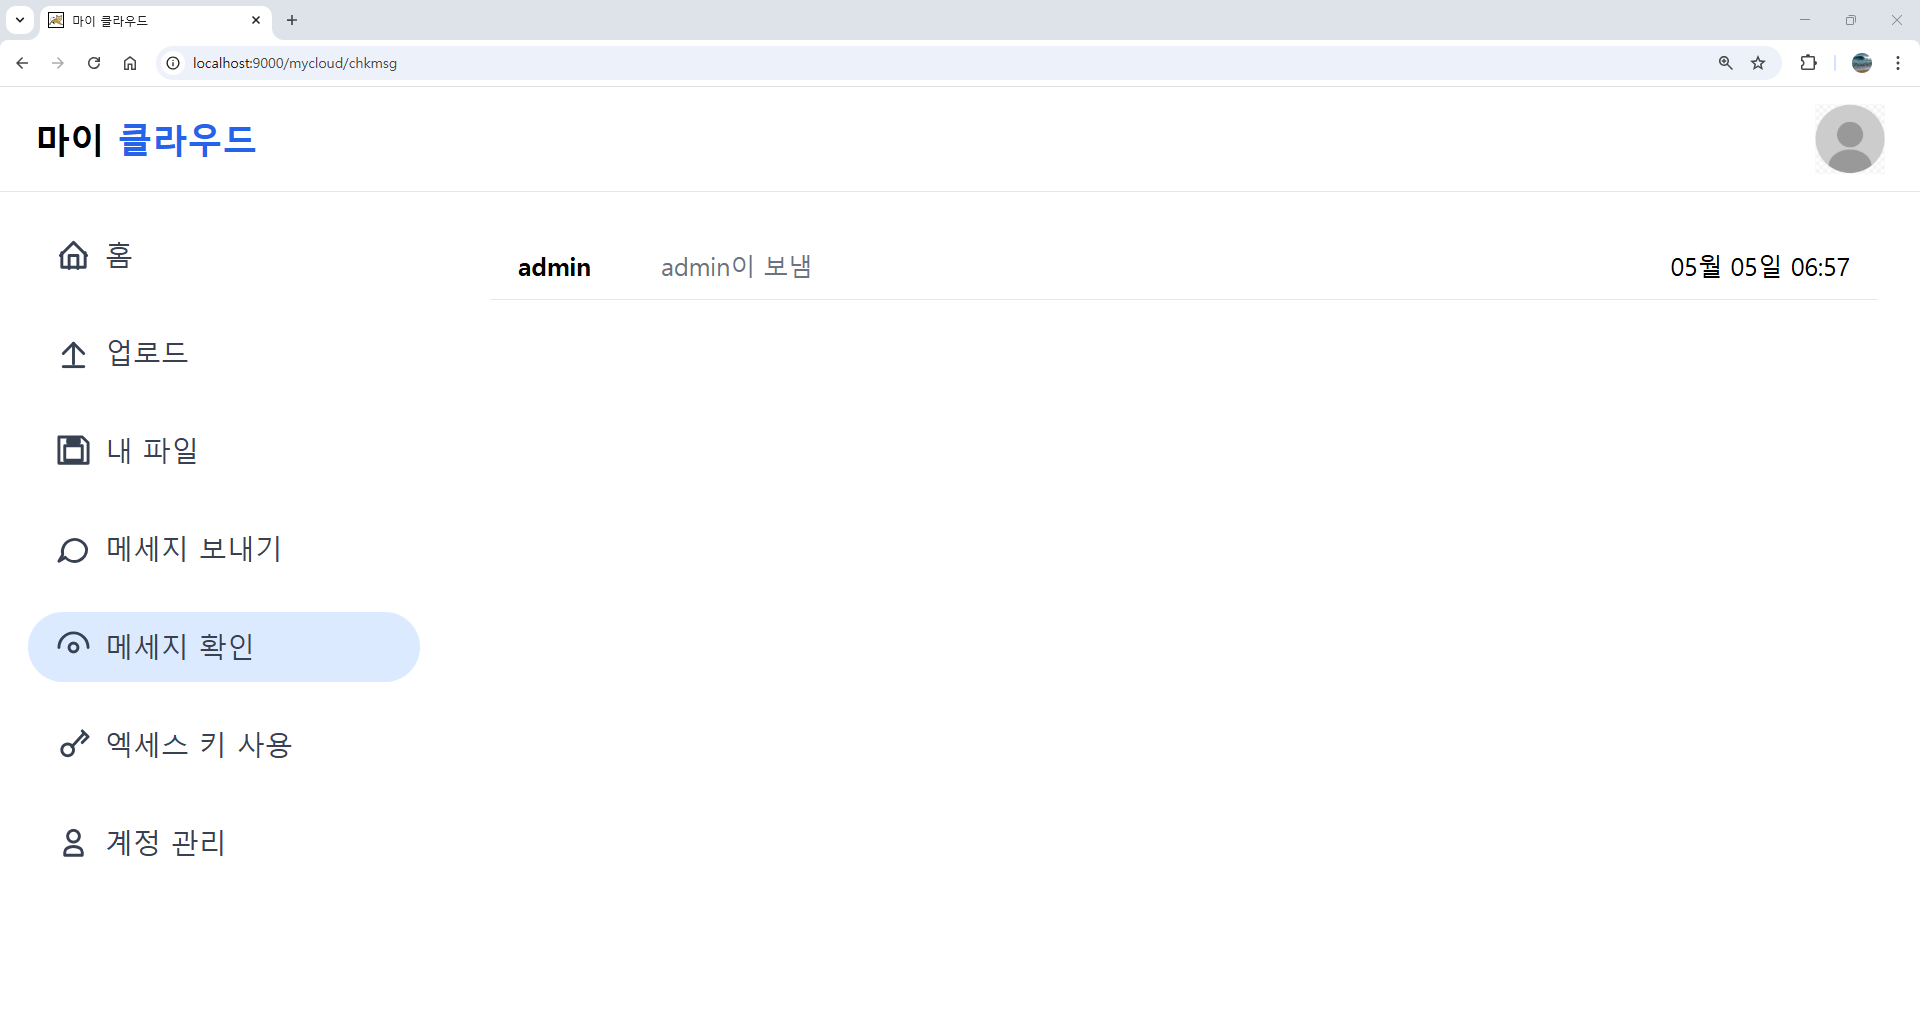 마이 클라우드
localhost:9000/mycloud/chkmsg
마이 클라우드
홈
업로드
내 파일
메세지 보내기
메세지 확인
엑세스 키 사용
계정 관리
admin admin이 보냄 05월 05일 06:57